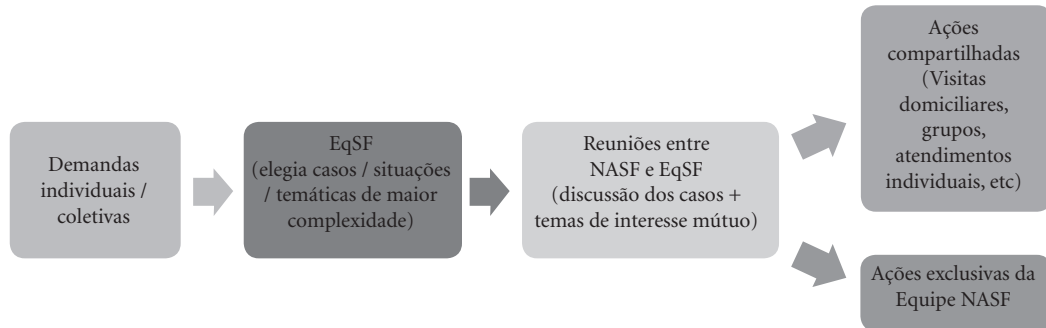 Demandas
individuais /
coletivas
EqSF
(elegia casos / situações
/ temáticas de maior
complexidade)
Reuniões entre
NASF e EqSF
(discussão dos casos +
temas de interesse mútuo)
Ações
compartilhadas
(Visitas
domiciliares,
grupos,
atendimentos
individuais, etc)
Ações exclusivas da
Equipe NASF